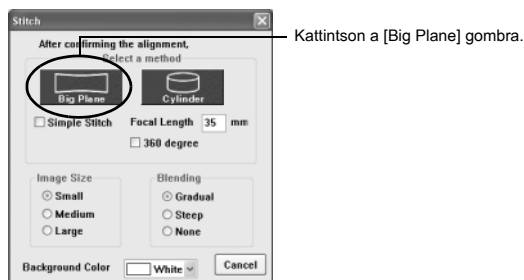 Stitch
After confirming the alignment,
Select a method
Kattintson a [Big Plane] gombra.
Big Plane
Cylinder
Simple Stitch
Focal Length 35 mm
360 degree
Image Size
Blending
Small
Gradual
Medium
Steep
Large
None
Background Color White
Cancel